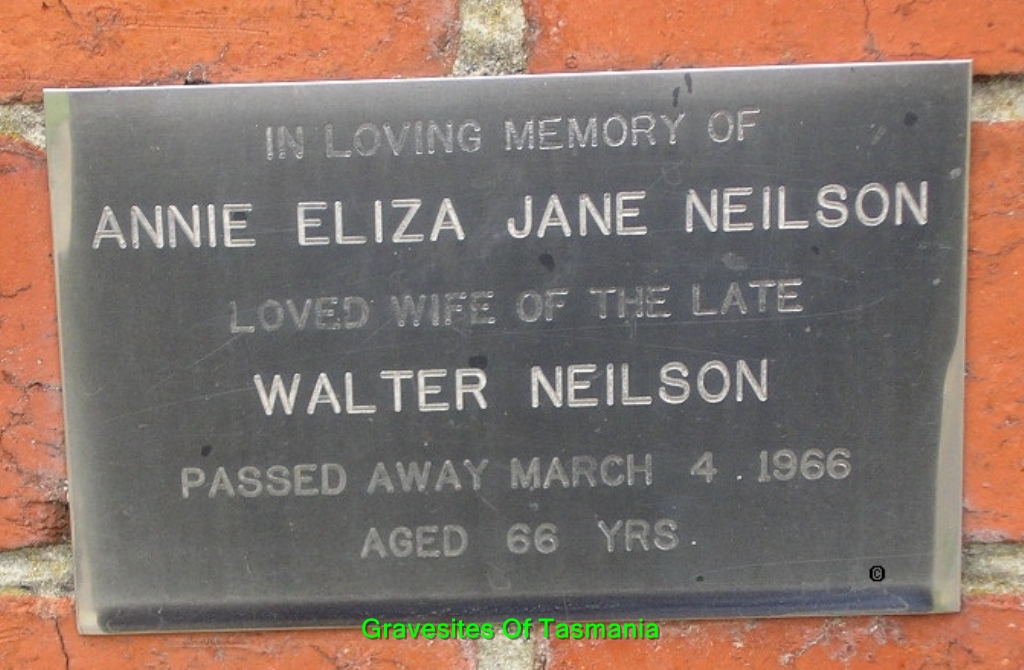 IN LOVING MEMORY OF
ANNIE ELIZA JANE NEILSON
LOVED WIFE OF THE LATE
WALTER NEILSON
PASSED AWAY MARCH 4 . 1966
AGED 66 YRS .
©
Gravesites Of Tasmania